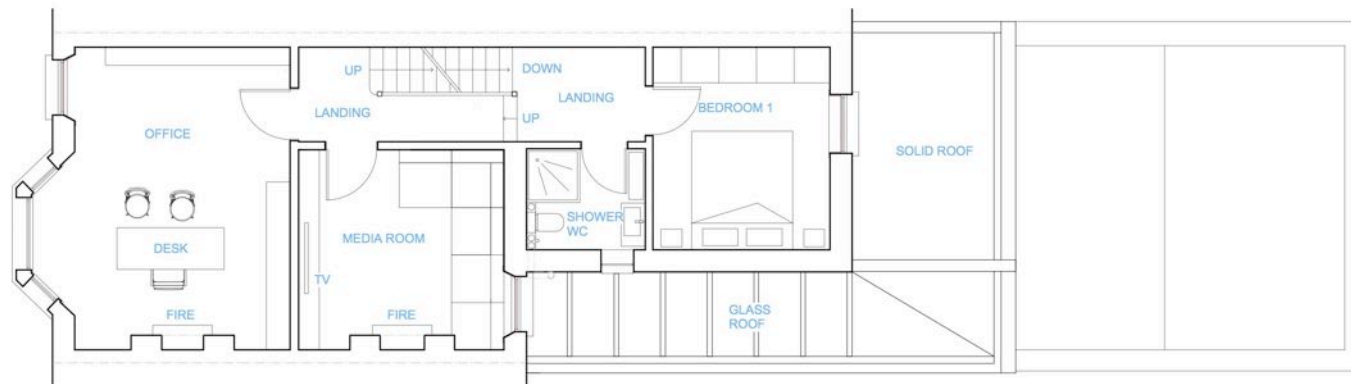 UP
DOWN
LANDING
LANDING
UP
BEDROOM 1
OFFICE
SOLID ROOF
SHOWER
WC
MEDIA ROOM
DESK
TV
FIRE
FIRE
GLASS
ROOF